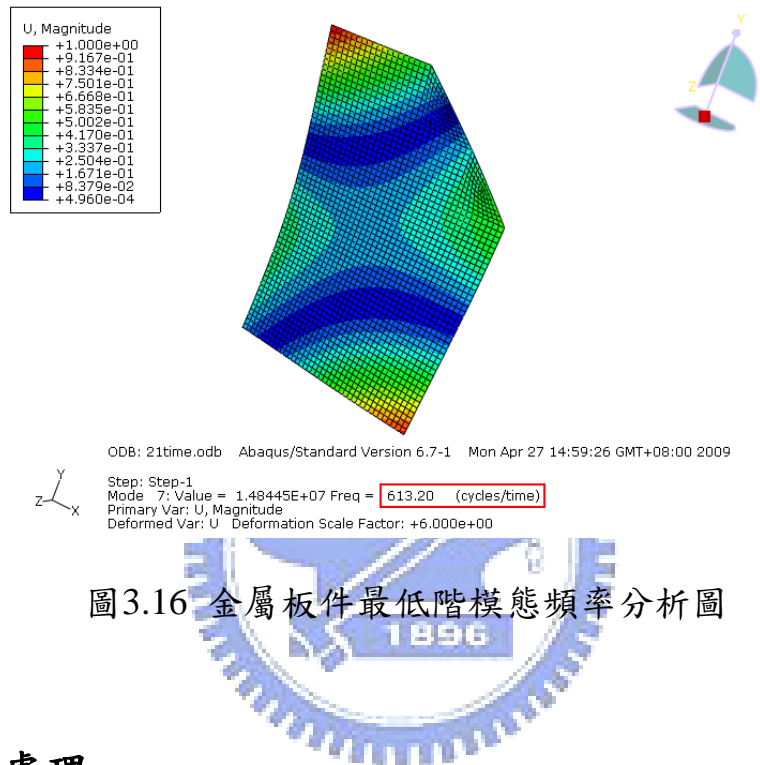 U, Magnitude
+1.000e+00
+9.167e-01
+8.334e-01
+7.501e-01
+6.668e-01
+5.835e-01
+5.002e-01
+4.170e-01
+3.337e-01
+2.504e-01
+1.671e-01
+8.379e-02
+4.960e-04
Y
Z
ODB: 21time.odb Abaqus/Standard Version 6.7-1 Mon Apr 27 14:59:26 GMT+08:00 2009
Y
Z
X
Step: Step-1
Mode 7: Value = 1.48445E+07 Freq = 613.20 (cycles/time)
Primary Var: U, Magnitude
Deformed Var: U Deformation Scale Factor: +6.000e+00
圖3.16 金屬板件最低階模態頻率分析圖
1896
處理